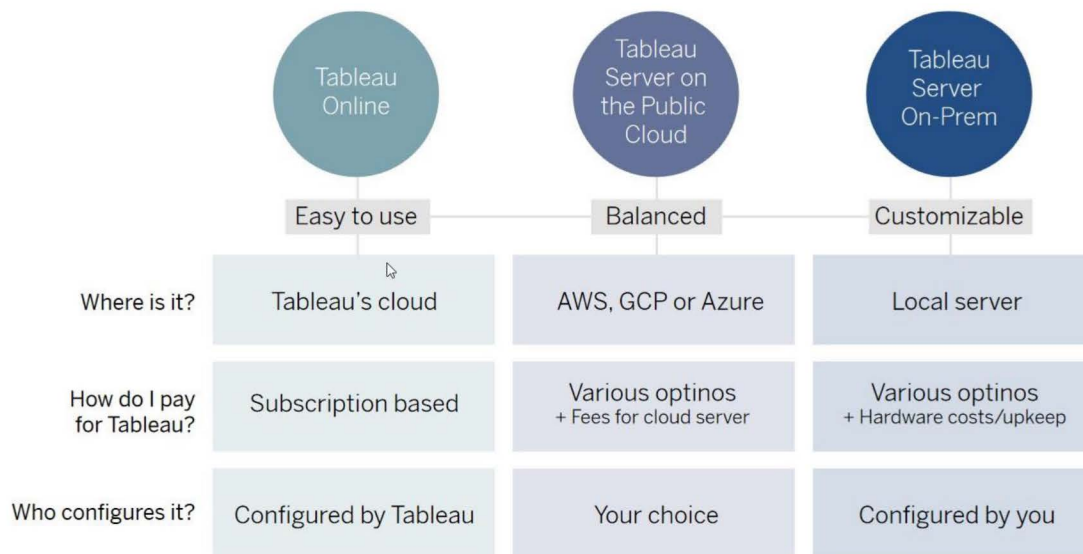 Tableau
Online
Tableau
Server on
the Public
Cloud
Tableau
Server
On-Prem
Easy to use
Balanced
Customizable
Where is it?
Tableau's cloud
AWS, GCP or Azure
Local server
How do I pay
for Tableau?
Subscription based
Various optinos
+ Fees for cloud server
Various optinos
+ Hardware costs/upkeep
Who configures it?
Configured by Tableau
Your choice
Configured by you